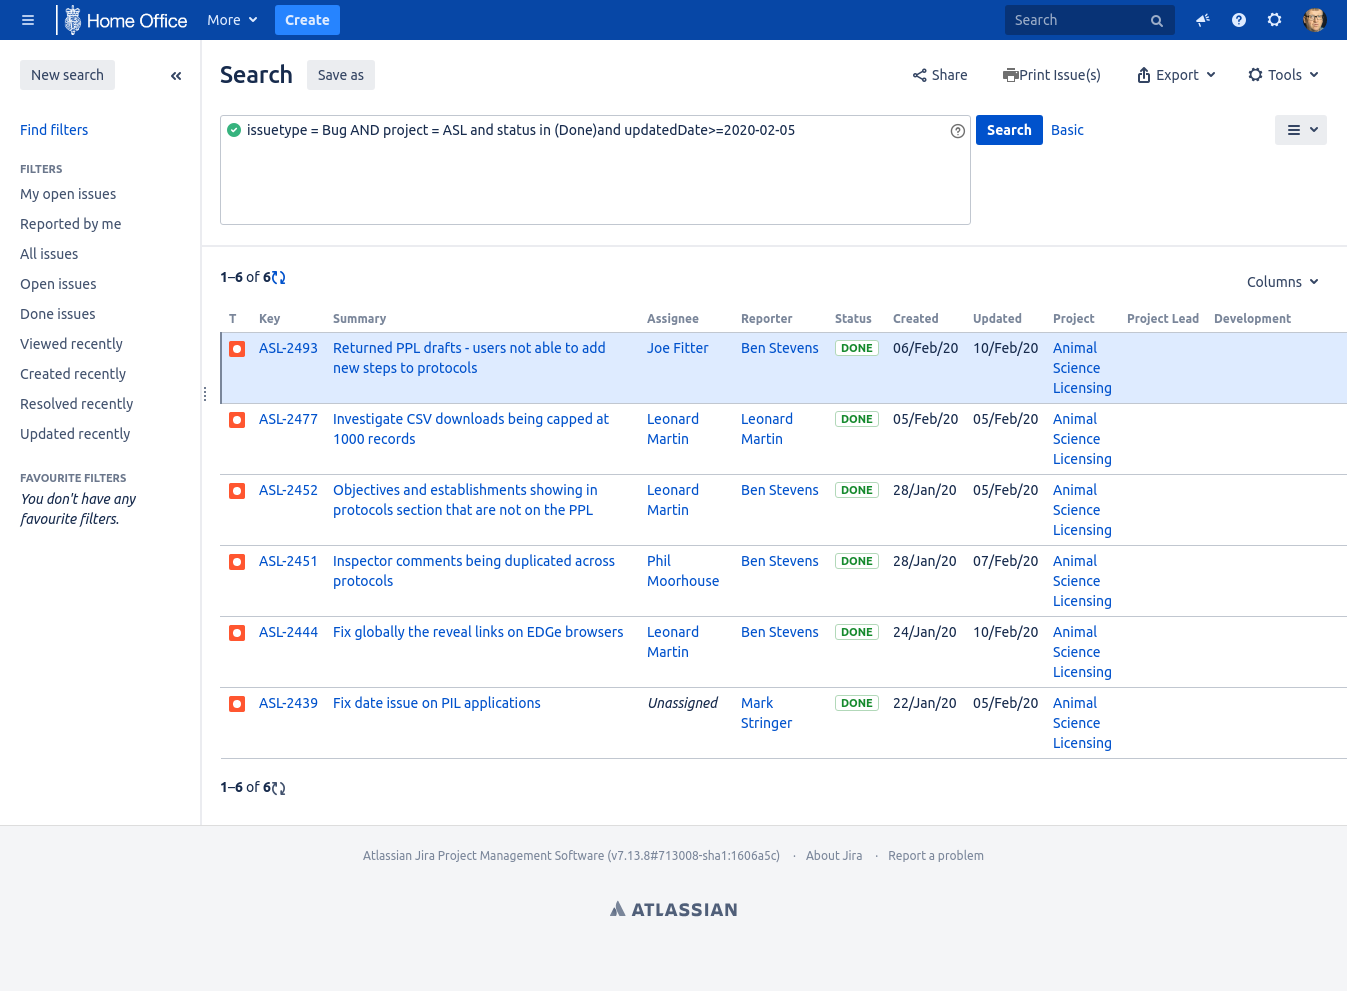 Home Office More Create Search
New search
Search Save as Share Print Issue(s) Export Tools
Find filters
FILTERS
My open issues
Reported by me
All issues
Open issues
Done issues
Viewed recently
Created recently
Resolved recently
Updated recently
FAVOURITE FILTERS
You don't have any
favourite filters.
issuetype = Bug AND project = ASL and status in (Done)and updatedDate>=2020-02-05
Search Basic
1–6 of 6
Columns
T Key Summary Assignee Reporter Status Created Updated Project Project Lead Development
ASL-2493 Returned PPL drafts - users not able to add Joe Fitter Ben Stevens DONE 06/Feb/20 10/Feb/20 Animal
new steps to protocols Science
Licensing
ASL-2477 Investigate CSV downloads being capped at Leonard Leonard DONE 05/Feb/20 05/Feb/20 Animal
1000 records Martin Martin Science
Licensing
ASL-2452 Objectives and establishments showing in Leonard Ben Stevens DONE 28/Jan/20 05/Feb/20 Animal
protocols section that are not on the PPL Martin Science
Licensing
ASL-2451 Inspector comments being duplicated across Phil Ben Stevens DONE 28/Jan/20 07/Feb/20 Animal
protocols Moorhouse Science
Licensing
ASL-2444 Fix globally the reveal links on EDGe browsers Leonard Ben Stevens DONE 24/Jan/20 10/Feb/20 Animal
Martin Science
Licensing
ASL-2439 Fix date issue on PIL applications Unassigned Mark DONE 22/Jan/20 05/Feb/20 Animal
Stringer Science
Licensing
1–6 of 6
Atlassian Jira Project Management Software (v7.13.8#713008-sha1:1606a5c) · About Jira · Report a problem
ATLASSIAN